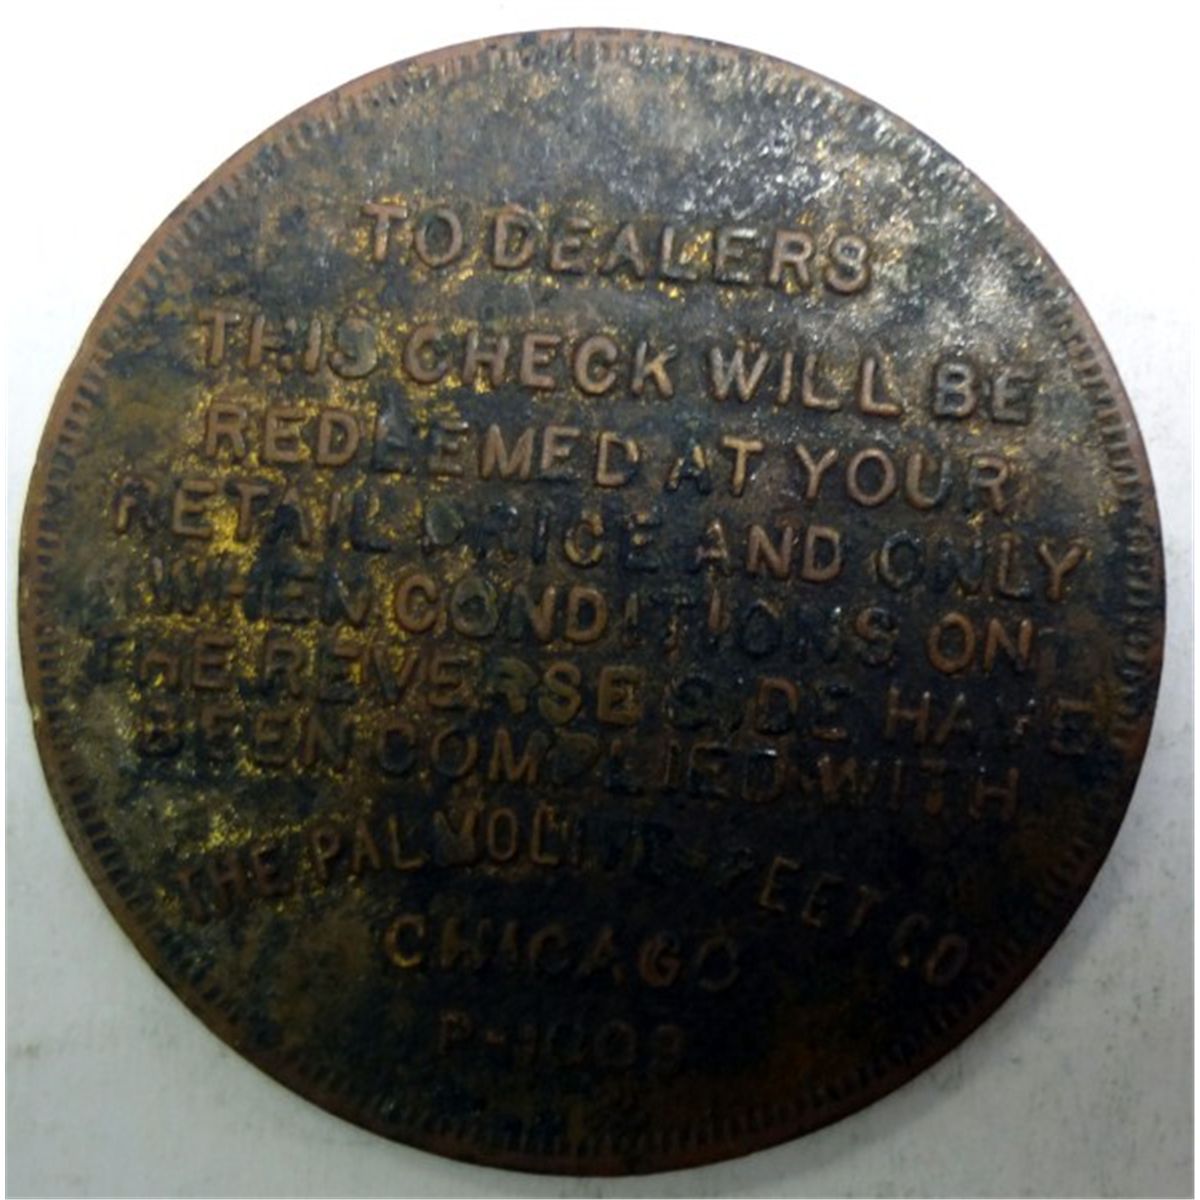 TO DEALERS
THIS CHECK WILL BE
REDEEMED AT YOUR
RETAIL PRICE AND ONLY
WHEN CONDITIONS ON
THE REVERSE SIDE HAVE
BEEN COMPLIED WITH
THE PALMOLIVE-PEET CO
CHICAGO